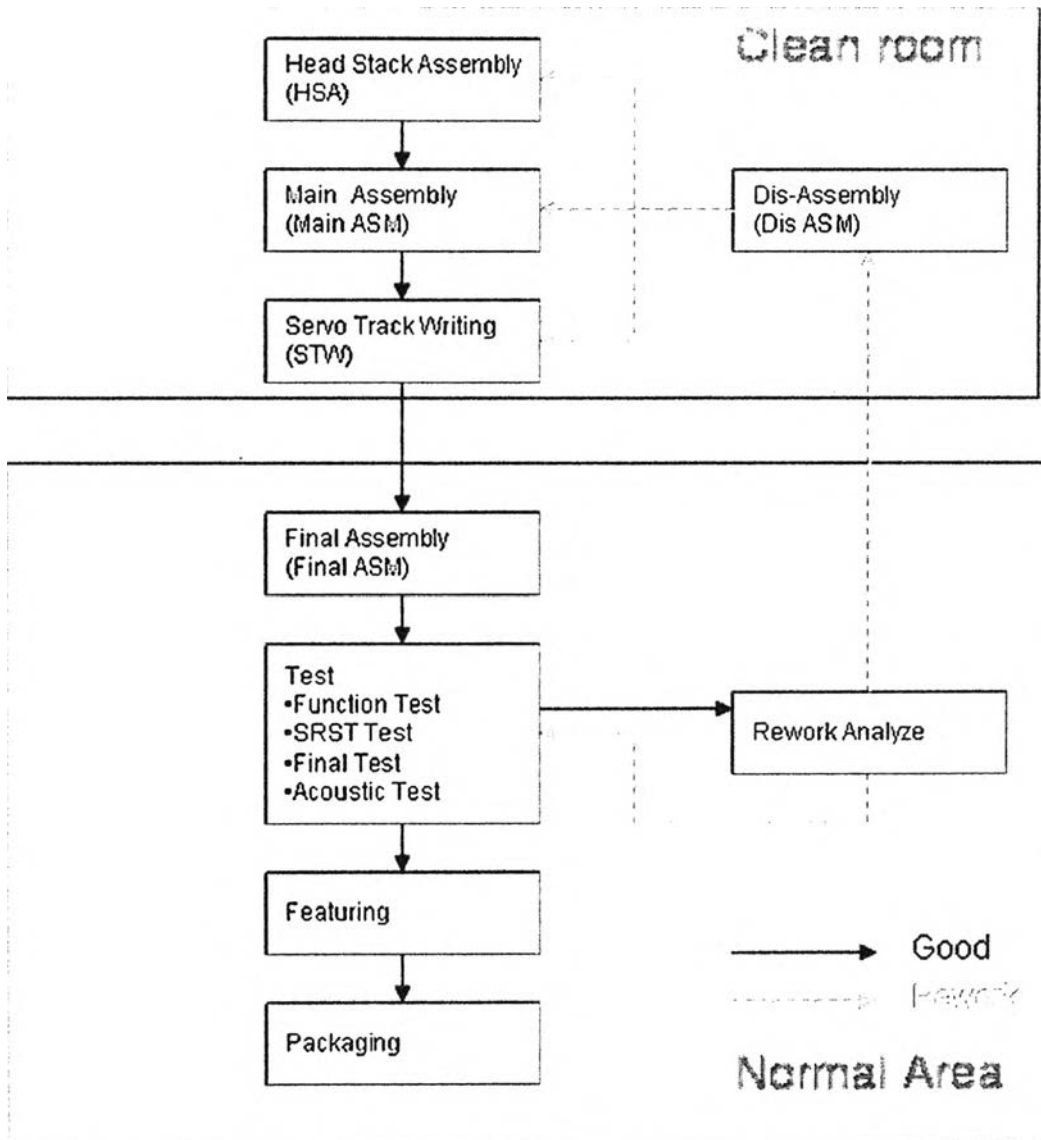 Clean room
Head Stack Assembly
(HSA)
Main Assembly
(Main ASM)
Dis-Assembly
(Dis ASM)
Servo Track Writing
(STW)
Final Assembly
(Final ASM)
Test
•Function Test
•SRST Test
•Final Test
•Acoustic Test
Rework Analyze
Featuring
Good
Rework
Packaging
Normal Area